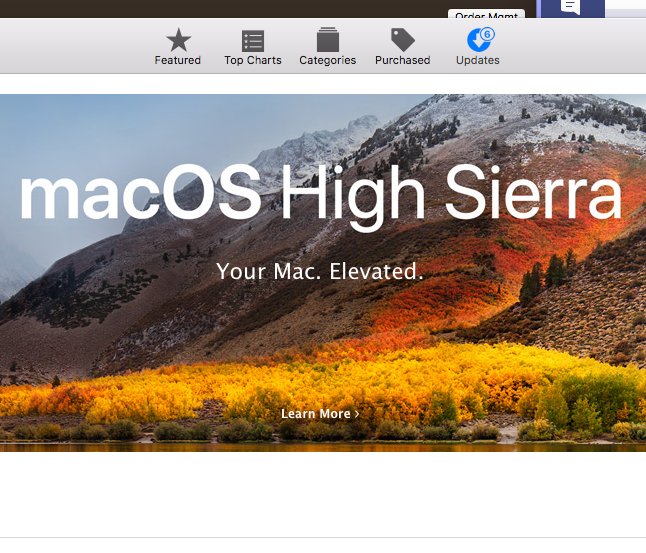 Order Mgmt
Featured
Top Charts
Categories
Purchased
6
Updates
macOS High Sierra
Your Mac. Elevated.
Learn More ›